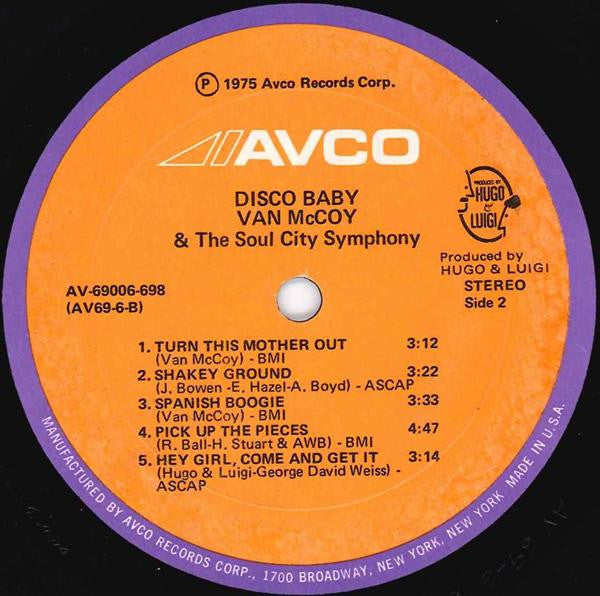 Ⓟ 1975 Avco Records Corp.
AVCO
DISCO BABY
VAN McCOY
& The Soul City Symphony
PRODUCED BY
HUGO
&
LUIGI
Produced by
HUGO & LUIGI
AV-69006-698
(AV69-6-B)
STEREO
Side 2
1. TURN THIS MOTHER OUT 3:12
(Van McCoy) - BMI
2. SHAKEY GROUND 3:22
(J. Bowen -E. Hazel-A. Boyd) - ASCAP
3. SPANISH BOOGIE 3:33
(Van McCoy) - BMI
4. PICK UP THE PIECES 4:47
(R. Ball-H. Stuart & AWB) - BMI
5. HEY GIRL, COME AND GET IT 3:14
(Hugo & Luigi-George David Weiss) -
ASCAP
MANUFACTURED BY AVCO RECORDS CORP., 1700 BROADWAY, NEW YORK, NEW YORK MADE IN U.S.A.